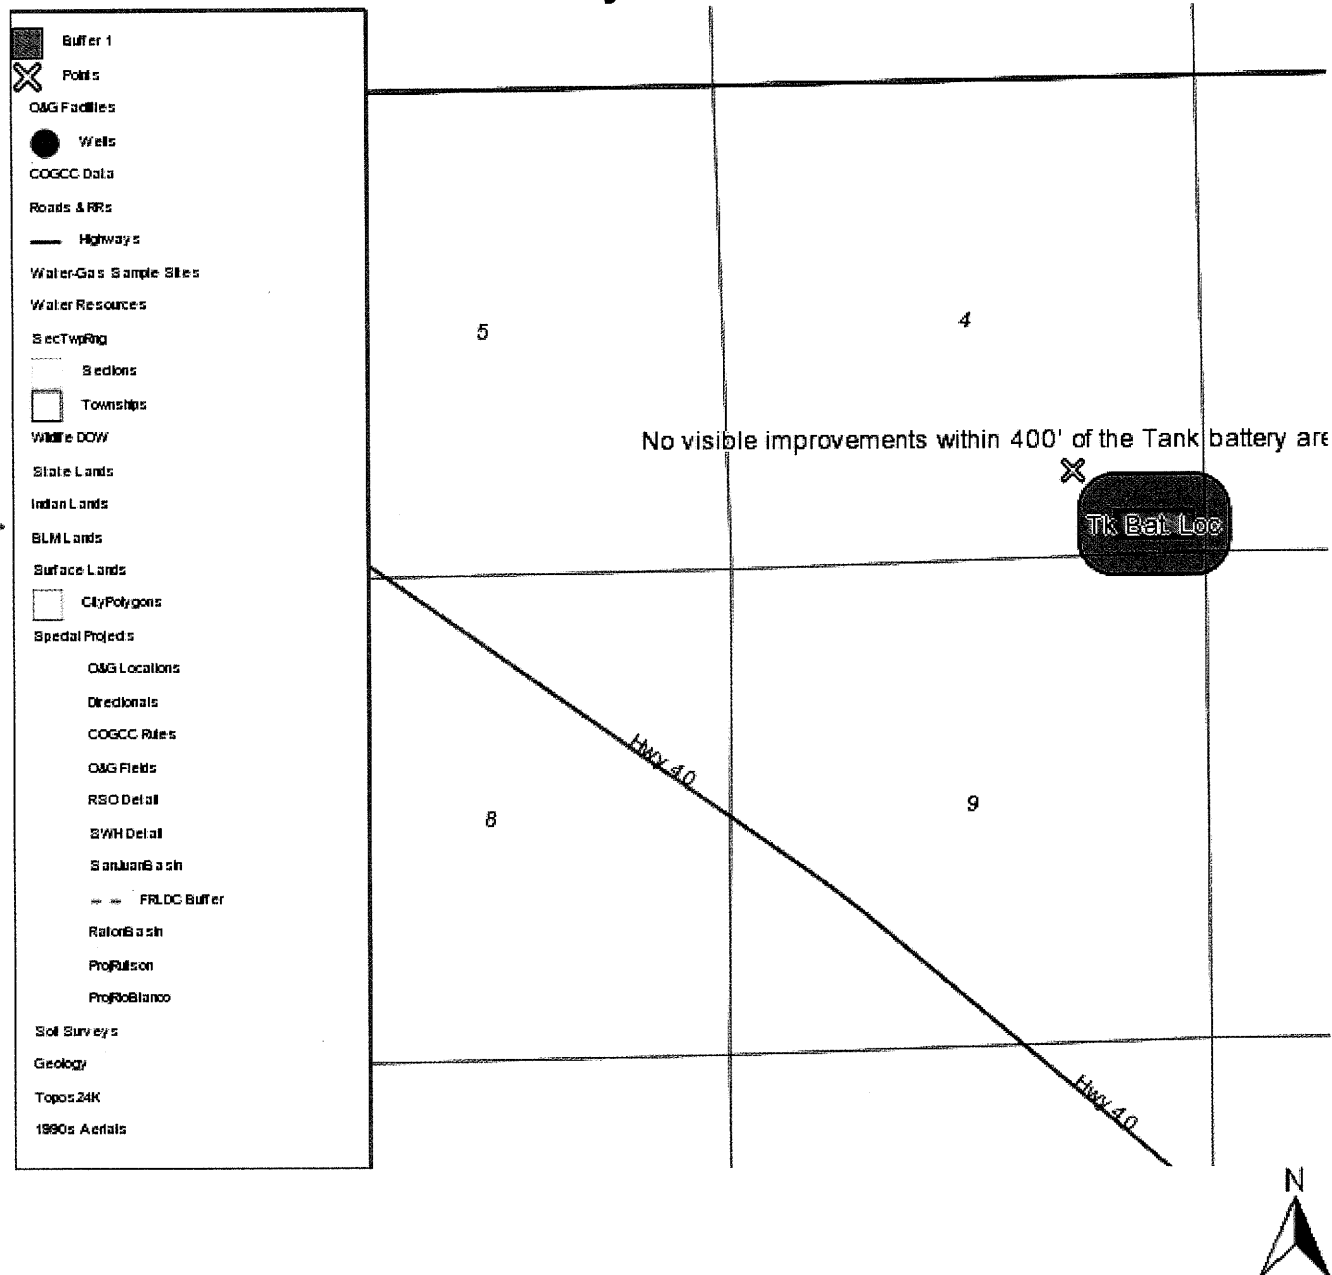 Buffer 1
Points
O&G Facilities
Wells
COGCC Data
Roads & RRs
Highways
Water-Gas Sample Sites
Water Resources
SecTwpRng
Sections
Townships
Wildlife DOW
State Lands
Indian Lands
BLM Lands
Surface Lands
CityPolygons
Special Projects
O&G Locations
Directionals
COGCC Rules
O&G Fields
RSO Detail
SWH Detail
SanJuanBasin
FRLDC Buffer
RatonBasin
ProjRulison
ProjRioBlanco
Soil Surveys
Geology
Topos24K
1990s Aerials
5
4
No visible improvements within 400' of the Tank battery are
Tk Bat Loc
Hwy 40
8
9
Hwy 40
N